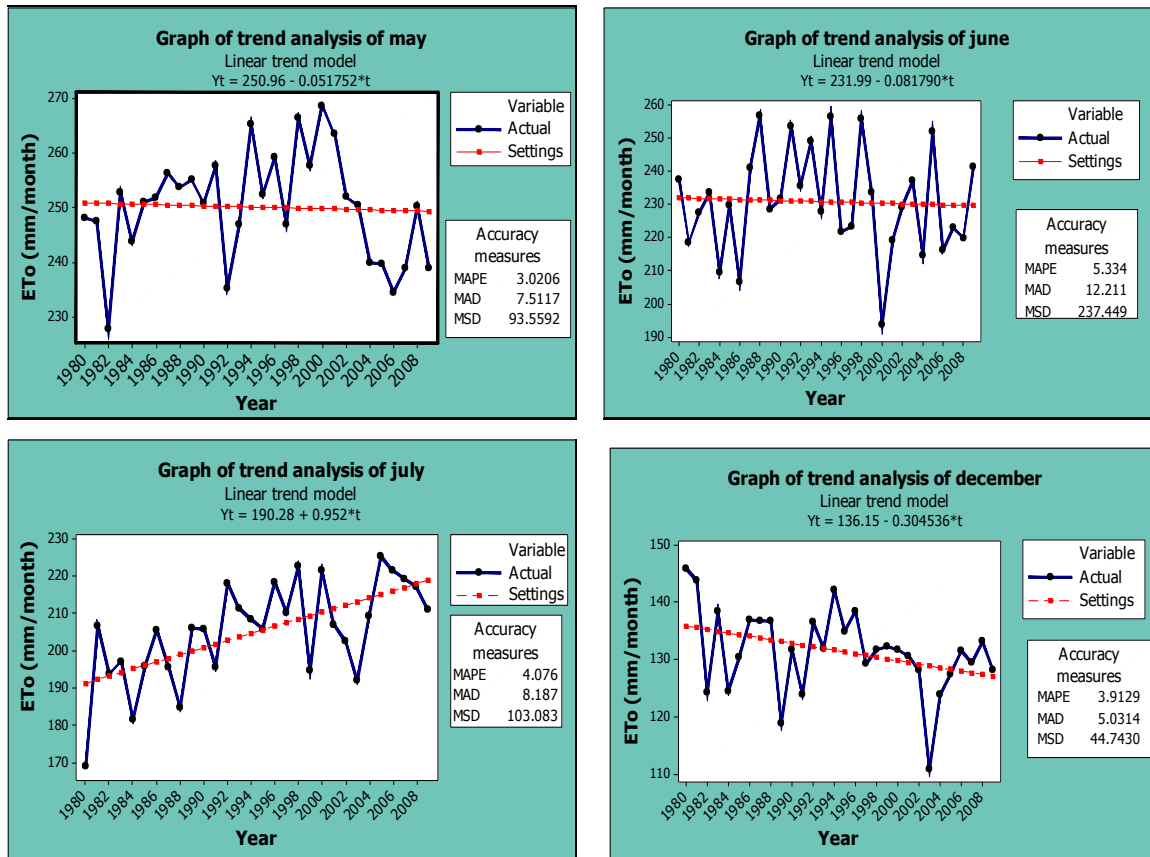 Graph of trend analysis of may
Linear trend model
Yt = 250.96 - 0.051752*t
ETo (mm/month)
270
260
250
240
230
1980
1982
1984
1986
1988
1990
1992
1994
1996
1998
2000
2002
2004
2006
2008
Year
Variable
Actual
Settings
Accuracy
measures
MAPE 3.0206
MAD 7.5117
MSD 93.5592
Graph of trend analysis of june
Linear trend model
Yt = 231.99 - 0.081790*t
ETo (mm/month)
260
250
240
230
220
210
200
190
1980
1982
1984
1986
1988
1990
1992
1994
1996
1998
2000
2002
2004
2006
2008
Year
Variable
Actual
Settings
Accuracy
measures
MAPE 5.334
MAD 12.211
MSD 237.449
Graph of trend analysis of july
Linear trend model
Yt = 190.28 + 0.952*t
ETo (mm/month)
230
220
210
200
190
180
170
1980
1982
1984
1986
1988
1990
1992
1994
1996
1998
2000
2002
2004
2006
2008
Year
Variable
Actual
Settings
Accuracy
measures
MAPE 4.076
MAD 8.187
MSD 103.083
Graph of trend analysis of december
Linear trend model
Yt = 136.15 - 0.304536*t
ETo (mm/month)
150
140
130
120
110
1980
1982
1984
1986
1988
1990
1992
1994
1996
1998
2000
2002
2004
2006
2008
Year
Variable
Actual
Settings
Accuracy
measures
MAPE 3.9129
MAD 5.0314
MSD 44.7430